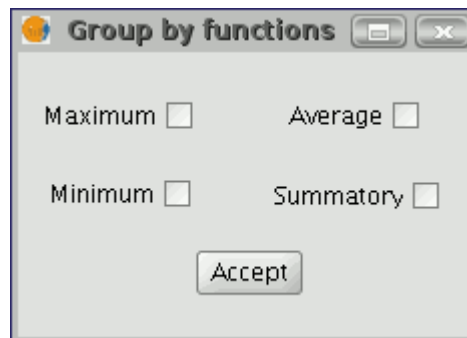 Group by functions
Maximum Average
Minimum Summatory
Accept